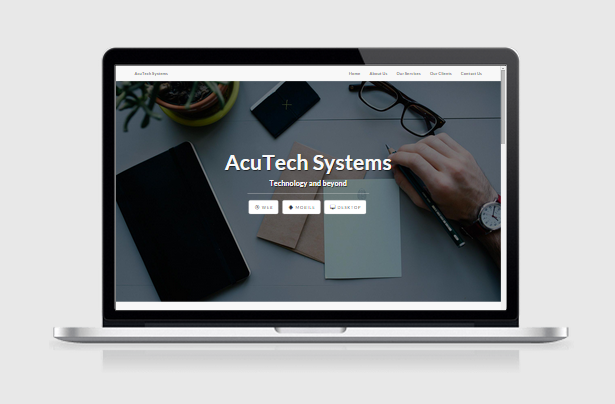 AcuTech Systems
Home About Us Our Services Our Clients Contact Us
AcuTech Systems
Technology and beyond
WEB MOBILE DESKTOP